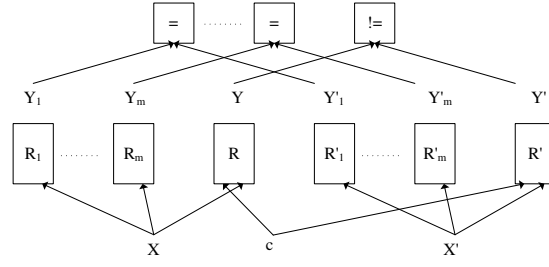 = ........ = !=
Y₁ Yₘ Y Y'₁ Y'ₘ Y'
R₁ ........ Rₘ R R'₁ ........ R'ₘ R'
X c X'